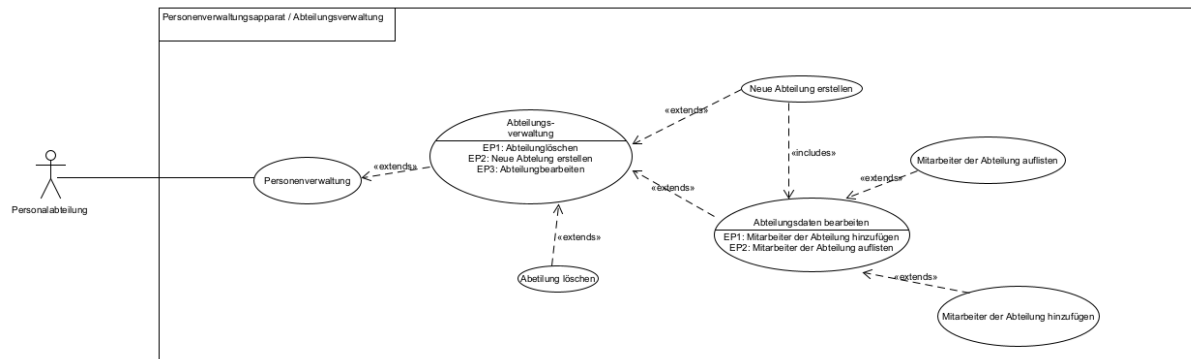 Personenverwaltungsapparat / Abteilungsverwaltung
Neue Abteilung erstellen
«extends»
Abteilungs-
verwaltung
EP1: Abteilunglöschen
EP2: Neue Abtelung erstellen
EP3: Abteilungbearbeiten
«includes»
Mitarbeiter der Abteilung auflisten
«extends»
Personenverwaltung
«extends»
«extends»
Personalabteilung
Abteilungsdaten bearbeiten
EP1: Mitarbeiter der Abteilung hinzufügen
EP2: Mitarbeiter der Abteilung auflisten
«extends»
Abetilung löschen
«extends»
Mitarbeiter der Abteilung hinzufügen